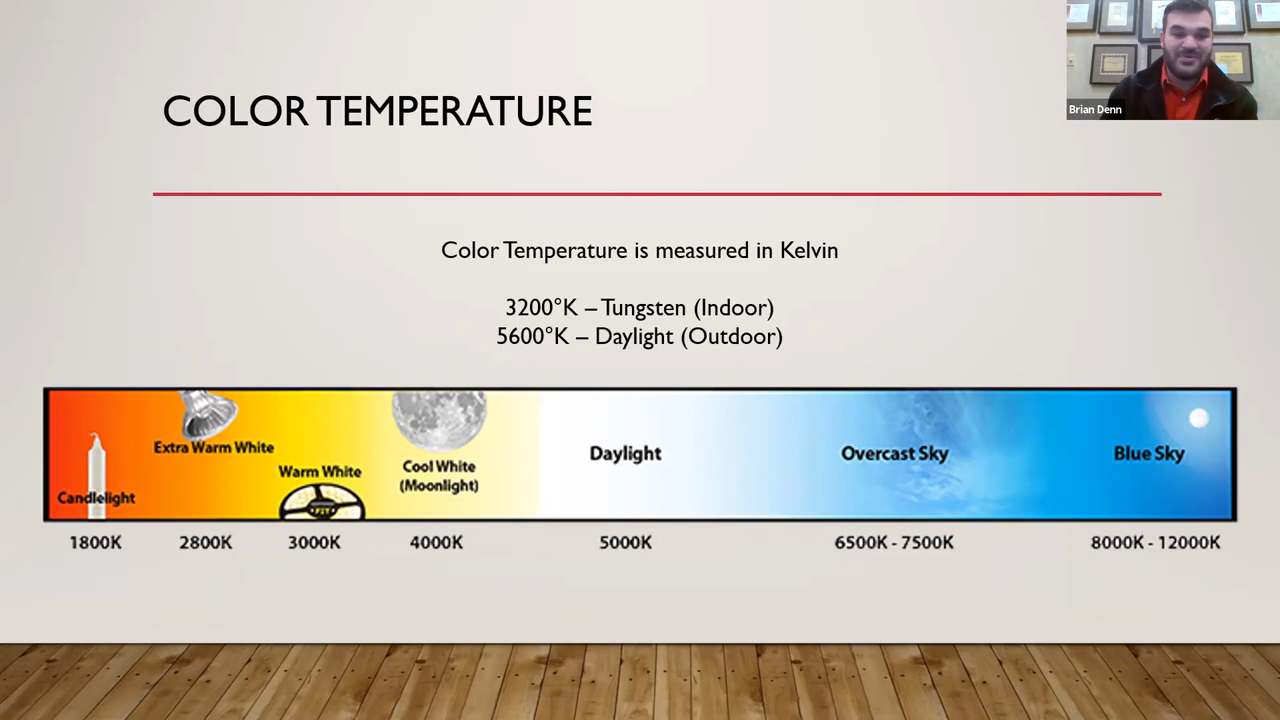 COLOR TEMPERATURE
Brian Denn
Color Temperature is measured in Kelvin
3200°K – Tungsten (Indoor)
5600°K – Daylight (Outdoor)
Candlelight
Extra Warm White
Warm White
Cool White
(Moonlight)
Daylight
Overcast Sky
Blue Sky
1800K 2800K 3000K 4000K 5000K 6500K - 7500K 8000K - 12000K